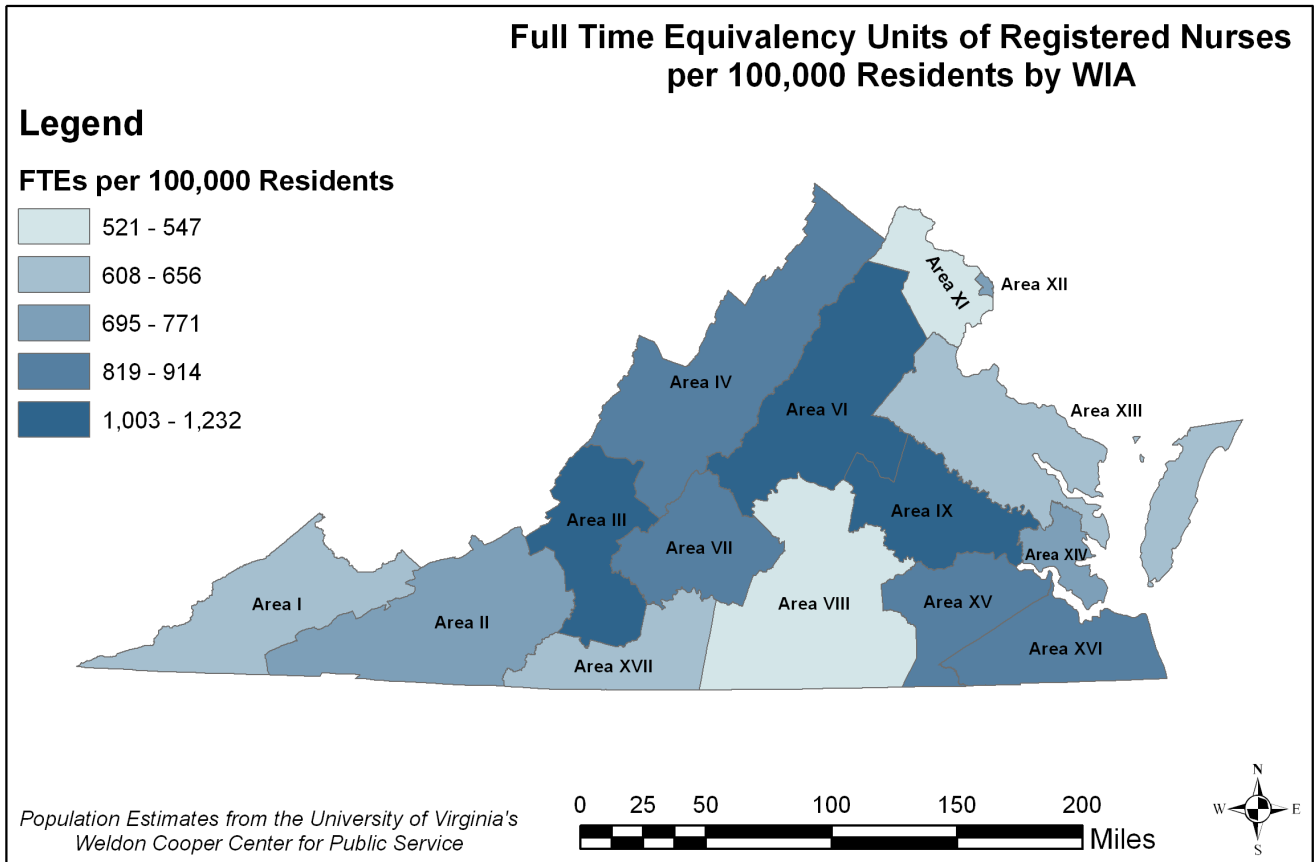 Full Time Equivalency Units of Registered Nurses
per 100,000 Residents by WIA
Legend
FTEs per 100,000 Residents
521 - 547
608 - 656
695 - 771
819 - 914
1,003 - 1,232
Area XI
Area XII
Area IV
Area VI
Area XIII
Area III
Area IX
Area VII
Area XIV
Area I
Area II
Area VIII
Area XV
Area XVII
Area XVI
Population Estimates from the University of Virginia's
Weldon Cooper Center for Public Service
0 25 50 100 150 200
Miles
N
W E
S